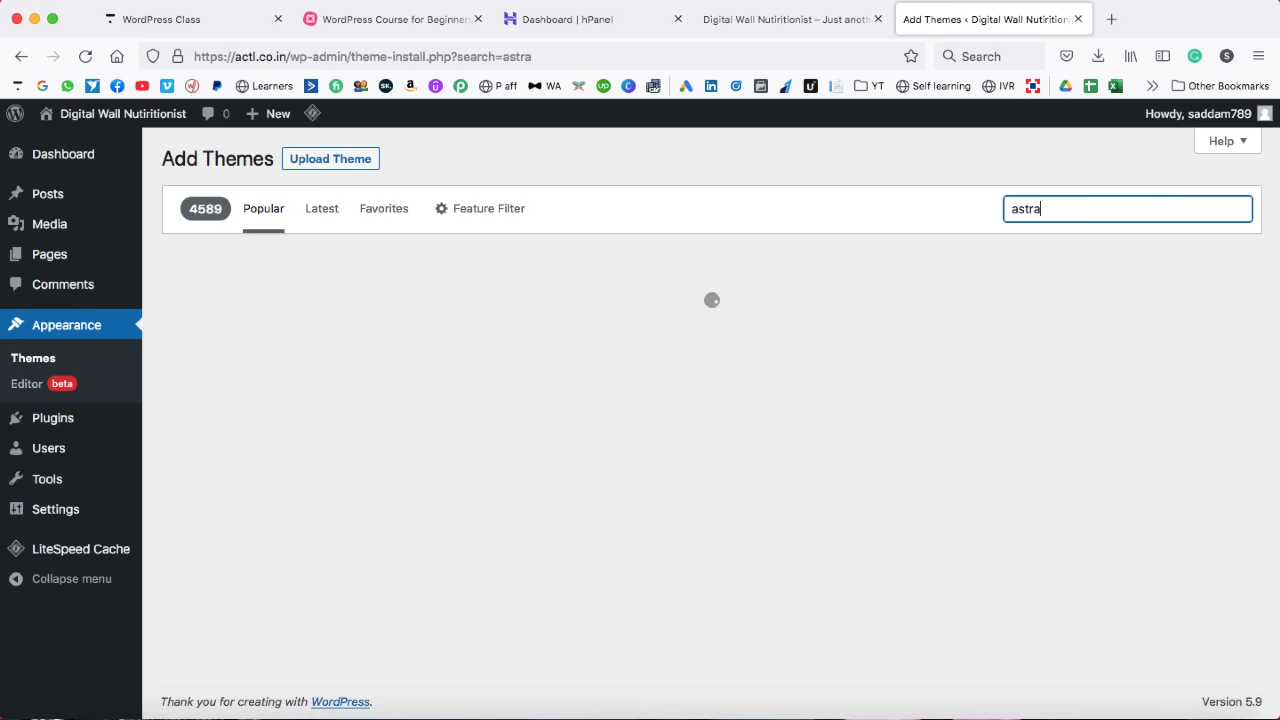 WordPress Class
WordPress Course for Beginner
Dashboard | hPanel
Digital Wall Nutiritionist – Just anoth
Add Themes ‹ Digital Wall Nutirition
https://actl.co.in/wp-admin/theme-install.php?search=astra
Search
Learners
P aff
WA
YT
Self learning
IVR
Other Bookmarks
Digital Wall Nutiritionist
0
New
Howdy, saddam789
Dashboard
Posts
Media
Pages
Comments
Appearance
Themes
Editor beta
Plugins
Users
Tools
Settings
LiteSpeed Cache
Collapse menu
Add Themes
Upload Theme
Help
4589
Popular
Latest
Favorites
Feature Filter
astra
Thank you for creating with WordPress.
Version 5.9